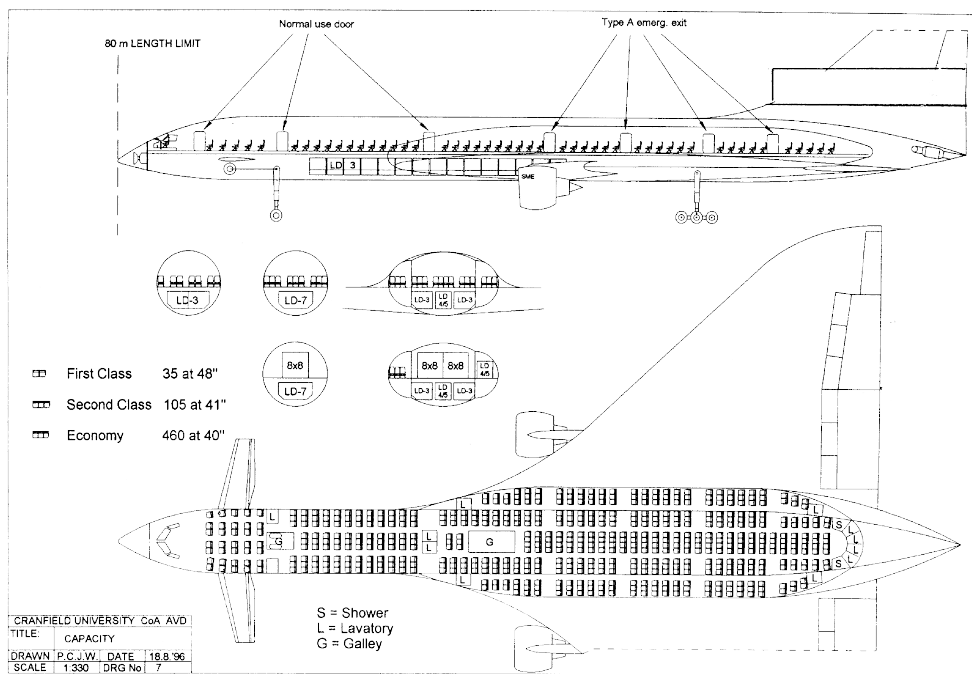 Normal use door
Type A emerg. exit
80 m LENGTH LIMIT
LD 3
SME
LD-3
LD-7
LD-3
LD
4/5
LD-3
8x8
LD-7
8x8
8x8
LD
4/5
LD-3
LD
4/5
LD-3
First Class 35 at 48"
Second Class 105 at 41"
Economy 460 at 40"
L
L
L
S
L
G
L
L
G
L
L
S
L
L
L
S = Shower
L = Lavatory
G = Galley
CRANFIELD UNIVERSITY CoA AVD
TITLE: CAPACITY
DRAWN P.C.J.W. DATE 18.8.'96
SCALE 1:330 DRG No 7